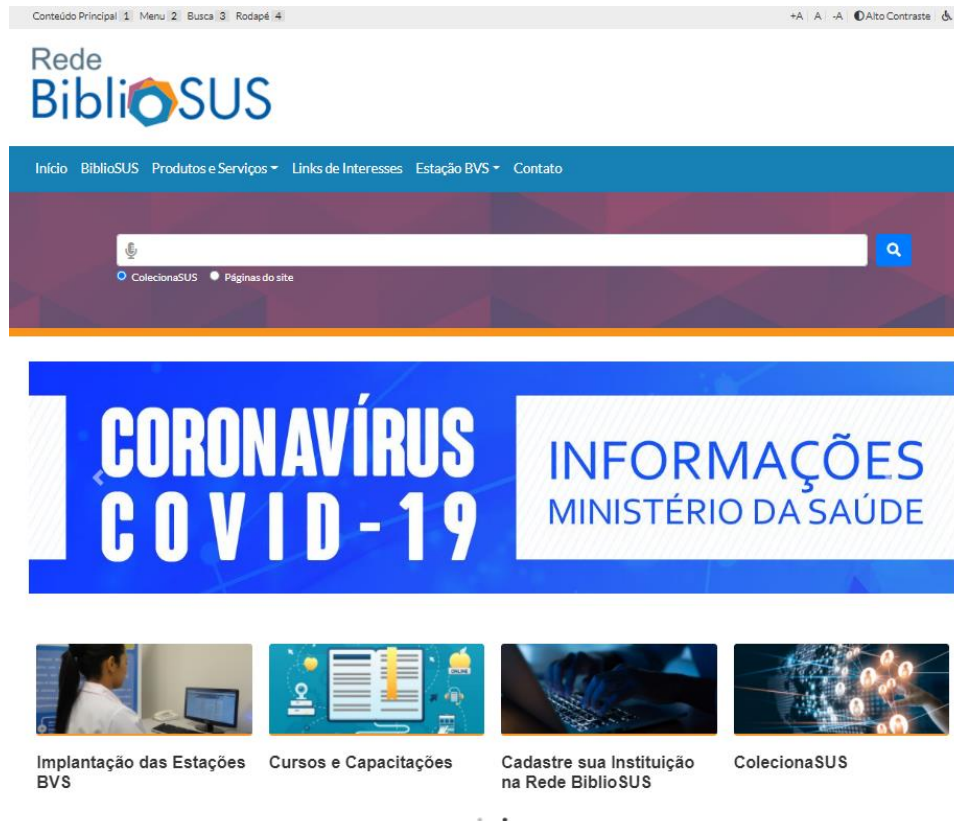 Conteúdo Principal 1 Menu 2 Busca 3 Rodapé 4
+A A -A Alto Contraste
Rede
BiblioSUS
Início BiblioSUS Produtos e Serviços Links de Interesses Estação BVS Contato
ColecionaSUS Páginas do site
CORONAVÍRUS
COVID-19
INFORMAÇÕES
MINISTÉRIO DA SAÚDE
ONLINE
Implantação das Estações
BVS
Cursos e Capacitações
Cadastre sua Instituição
na Rede BiblioSUS
ColecionaSUS